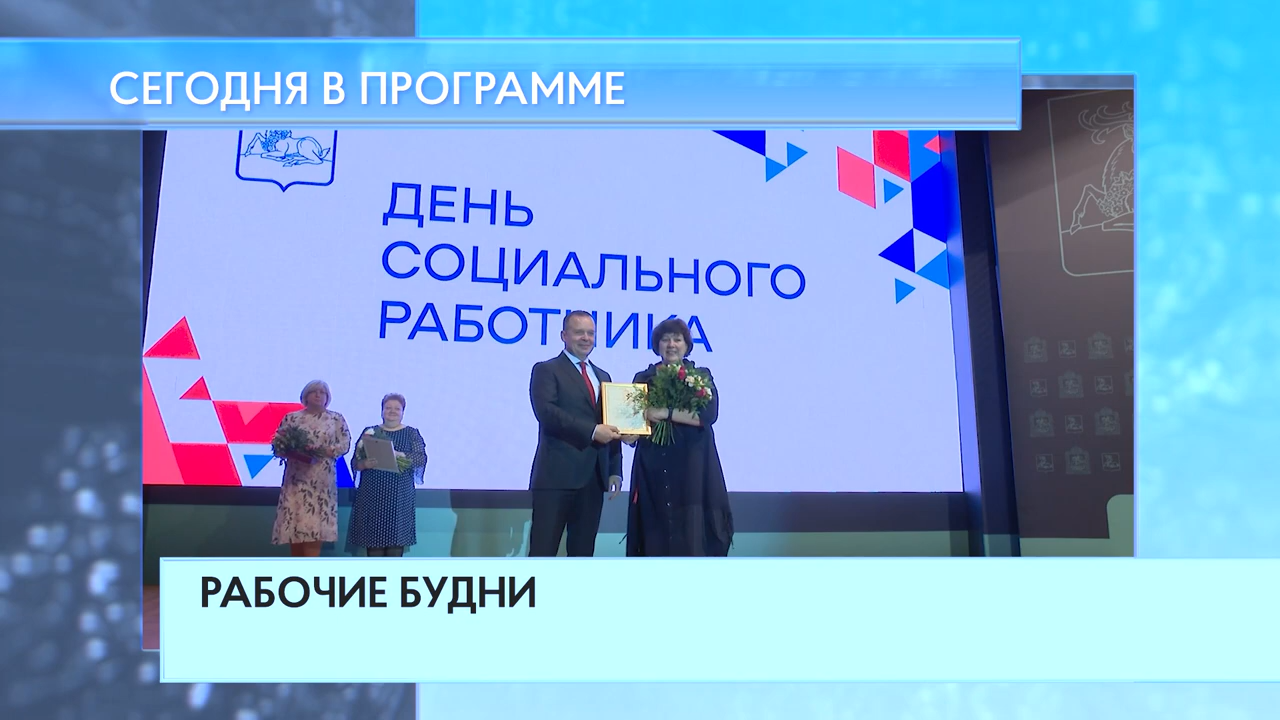 СЕГОДНЯ В ПРОГРАММЕ
ДЕНЬ
СОЦИАЛЬНОГО
РАБОТНИКА
РАБОЧИЕ БУДНИ